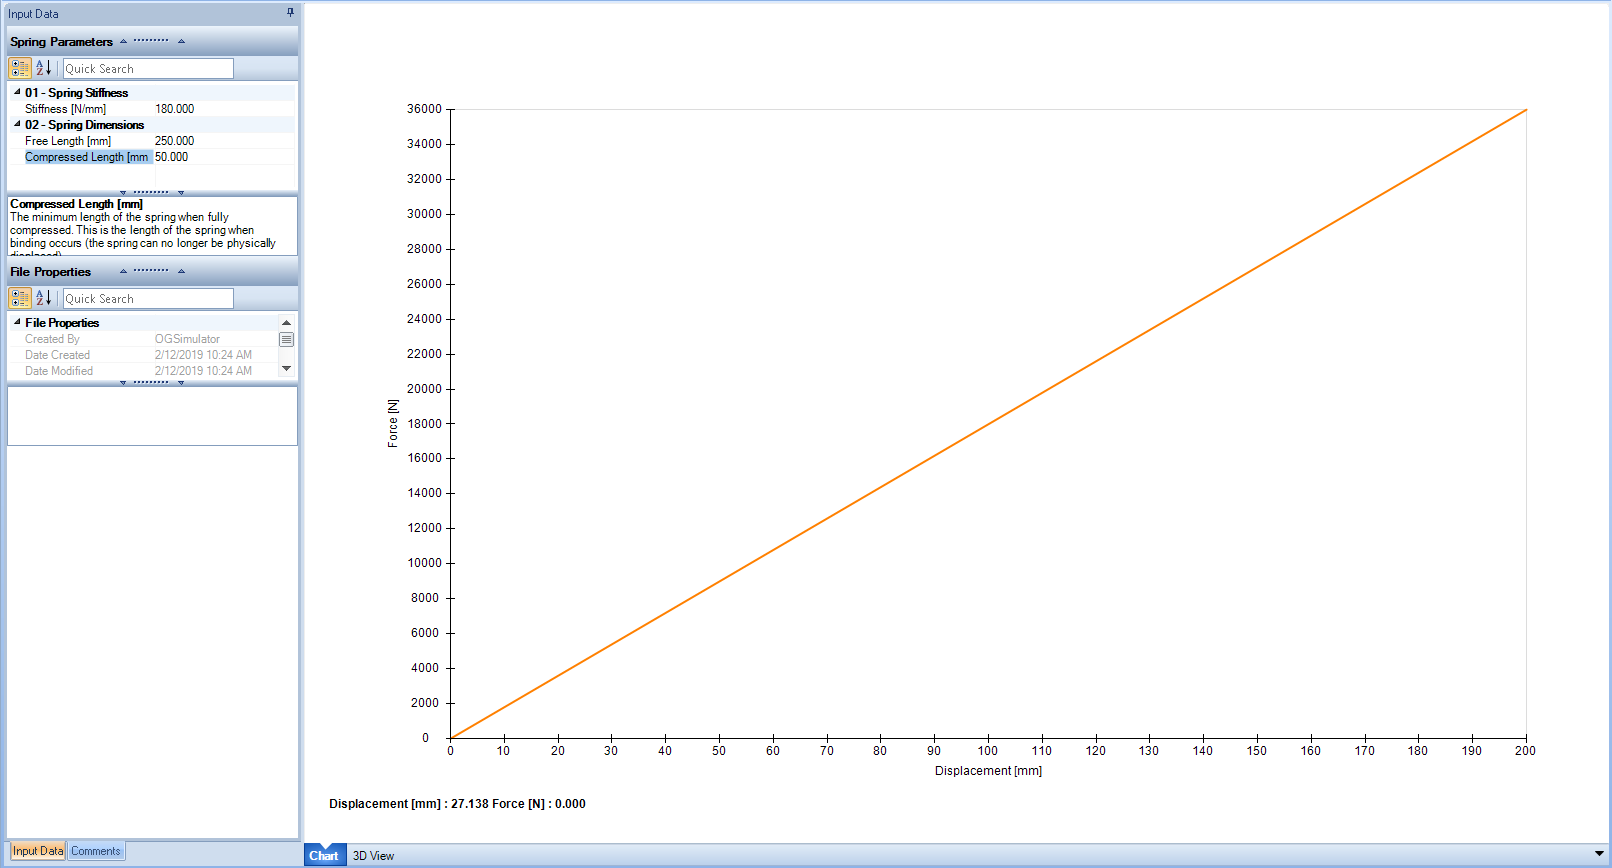 Input Data
Spring Parameters
Quick Search
01 - Spring Stiffness
Stiffness [N/mm] 180.000
02 - Spring Dimensions
Free Length [mm] 250.000
Compressed Length [mm 50.000
Compressed Length [mm]
The minimum length of the spring when fully
compressed. This is the length of the spring when
binding occurs (the spring can no longer be physically
displaced)
File Properties
Quick Search
File Properties
Created By OGSimulator
Date Created 2/12/2019 10:24 AM
Date Modified 2/12/2019 10:24 AM
Input Data Comments
36000
34000
32000
30000
28000
26000
24000
22000
20000
18000
16000
14000
12000
10000
8000
6000
4000
2000
0
Force [N]
0 10 20 30 40 50 60 70 80 90 100 110 120 130 140 150 160 170 180 190 200
Displacement [mm]
Displacement [mm] : 27.138 Force [N] : 0.000
Chart 3D View